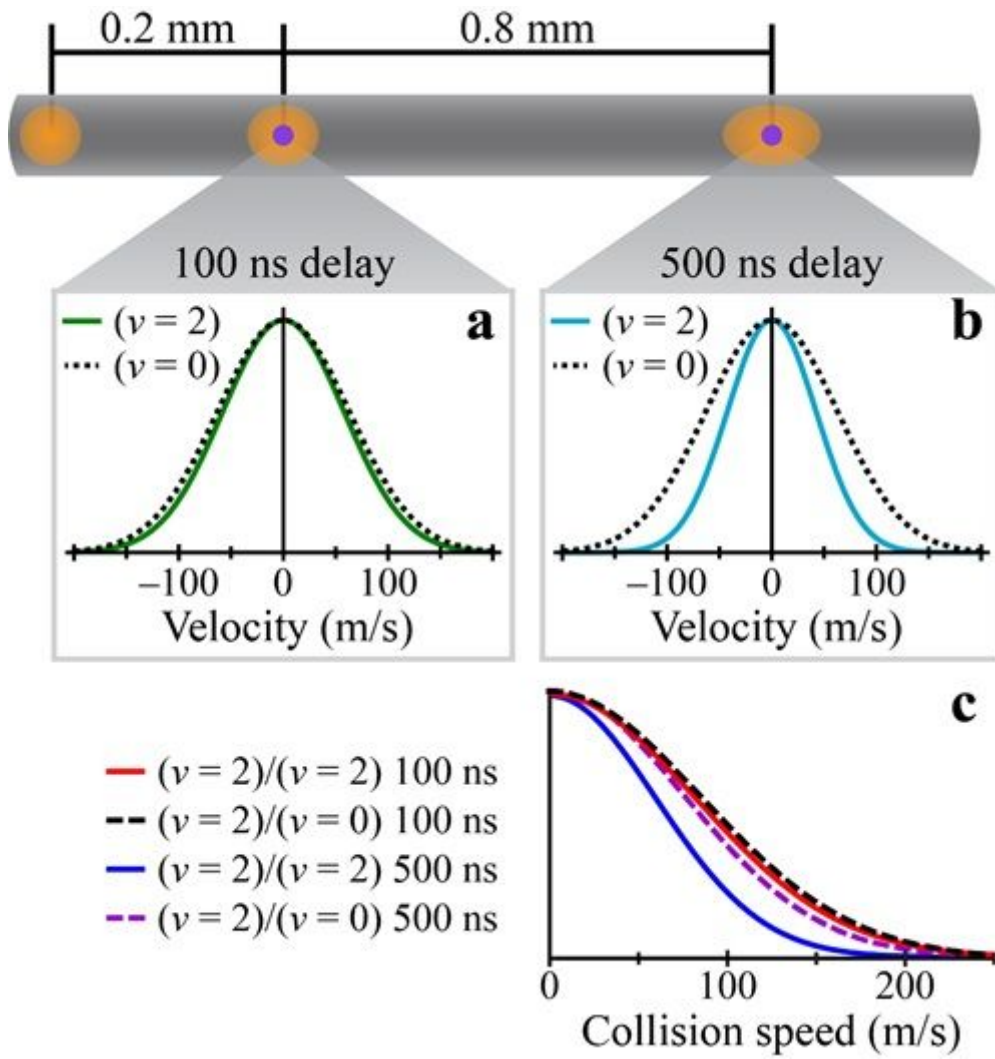 0.2 mm 0.8 mm
100 ns delay
(v = 2)
(v = 0)
a
−100 0 100
Velocity (m/s)
500 ns delay
(v = 2)
(v = 0)
b
−100 0 100
Velocity (m/s)
c
(v = 2)/(v = 2) 100 ns
(v = 2)/(v = 0) 100 ns
(v = 2)/(v = 2) 500 ns
(v = 2)/(v = 0) 500 ns
0 100 200
Collision speed (m/s)